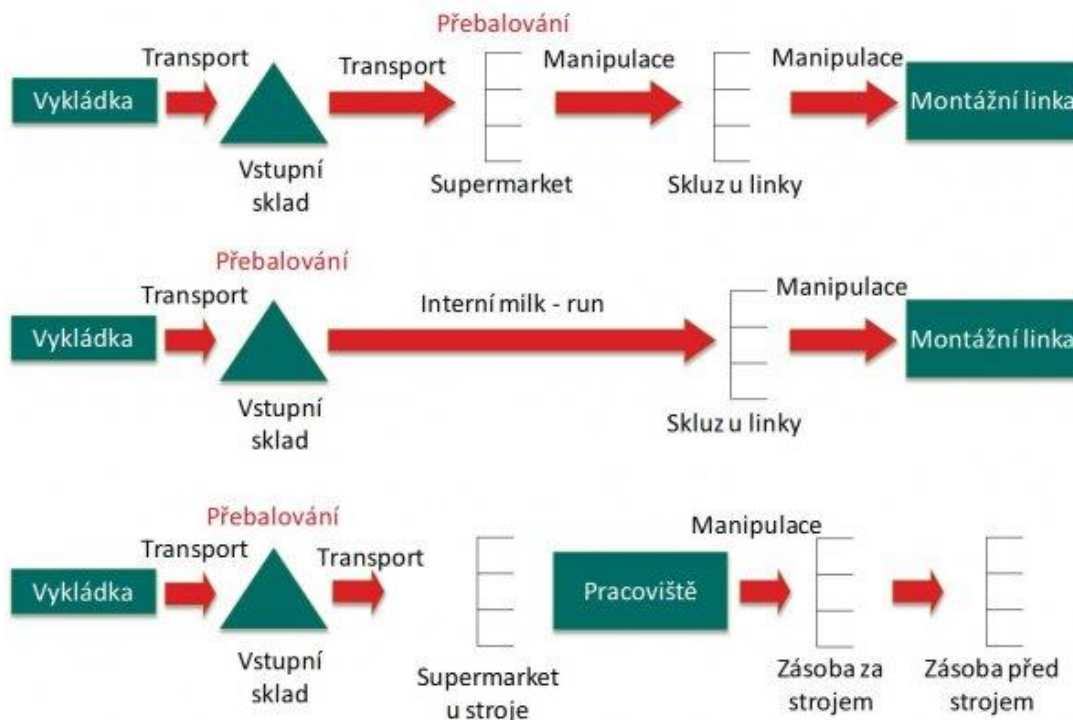 Přebalování
Transport
Transport
Manipulace
Manipulace
Vykládka
Montážní linka
Vstupní
sklad
Supermarket
Skluz u linky
Přebalování
Transport
Interní milk - run
Manipulace
Vykládka
Montážní linka
Vstupní
sklad
Skluz u linky
Přebalování
Transport
Transport
Manipulace
Vykládka
Pracoviště
Vstupní
sklad
Supermarket
u stroje
Zásoba za
strojem
Zásoba před
strojem